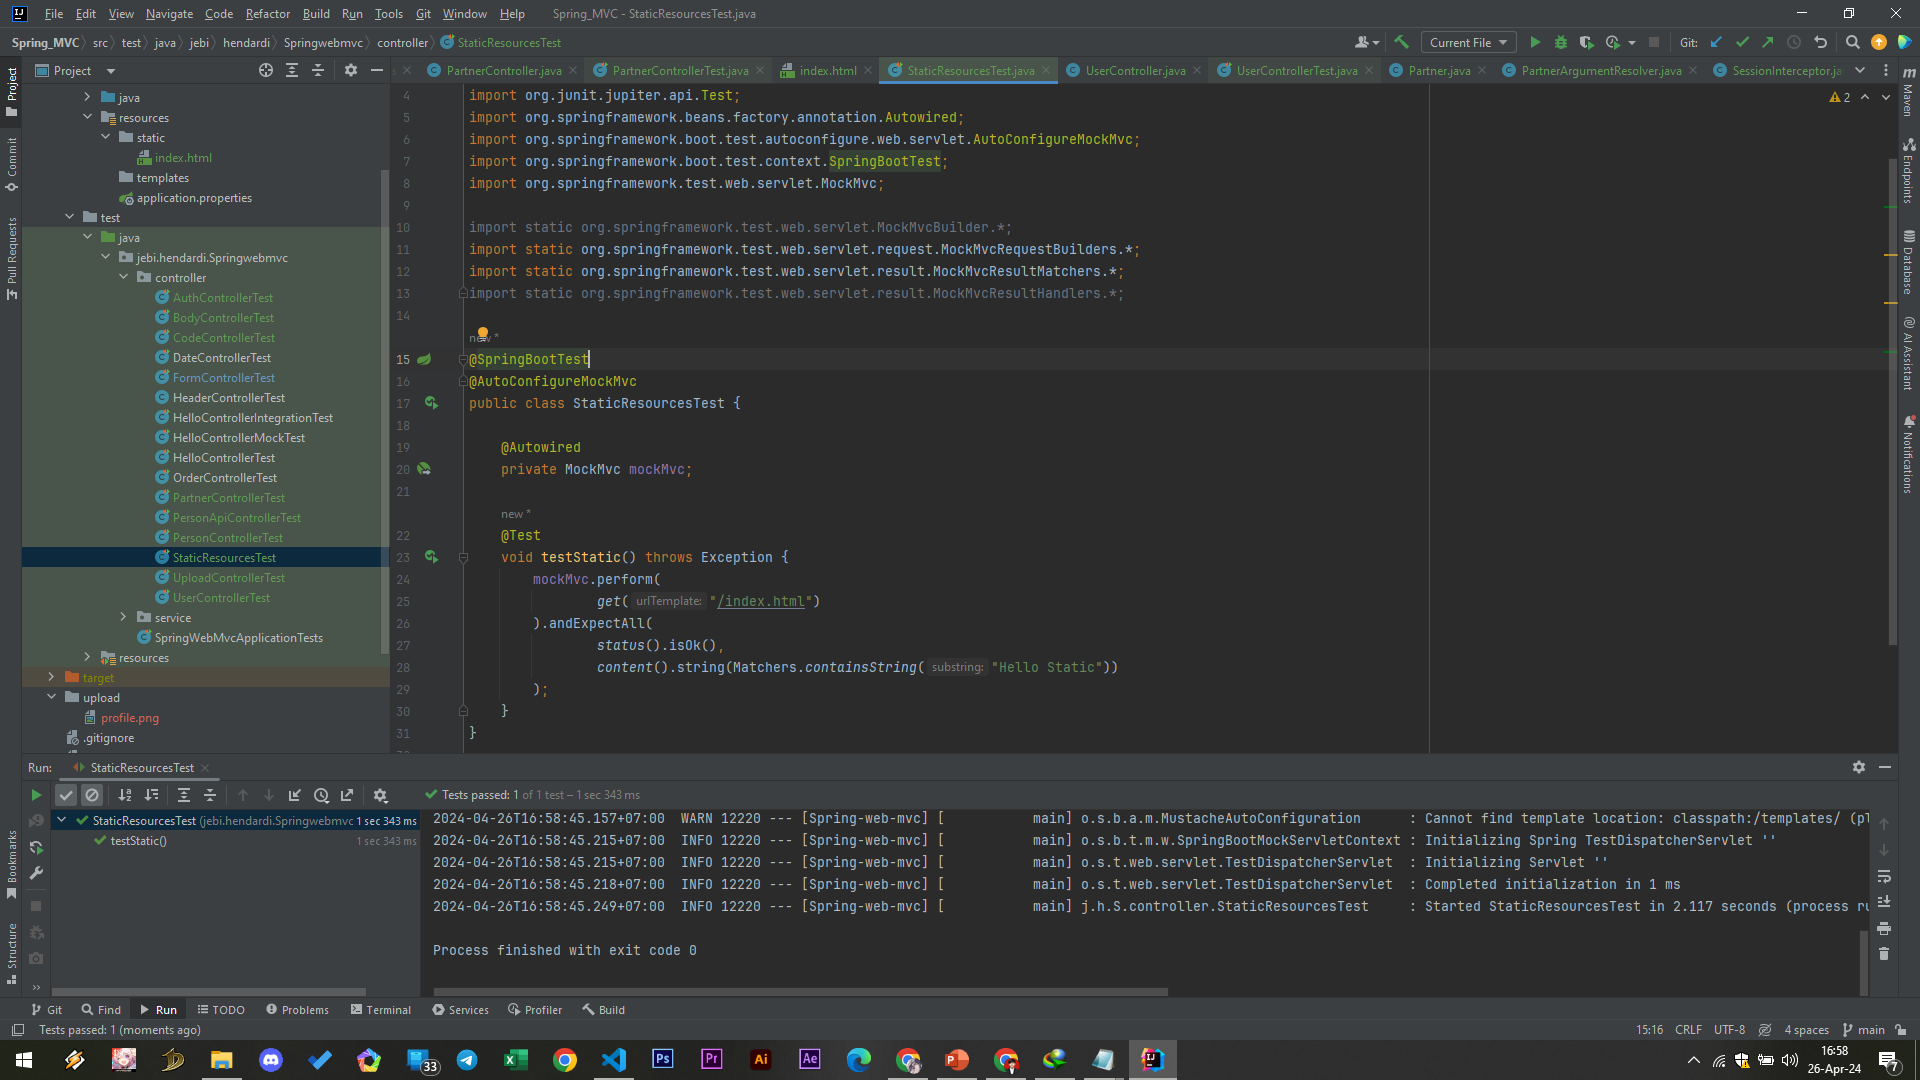 File Edit View Navigate Code Refactor Build Run Tools Git Window Help Spring_MVC - StaticResourcesTest.java
Spring_MVC src test java jebi hendardi Springwebmvc controller StaticResourcesTest
Current File Git:
Project
PartnerController.java PartnerControllerTest.java index.html StaticResourcesTest.java UserController.java UserControllerTest.java Partner.java PartnerArgumentResolver.java SessionInterceptor.ja
Project
Commit
Pull Requests
Bookmarks
Structure
java
resources
static
index.html
templates
application.properties
test
java
jebi.hendardi.Springwebmvc
controller
AuthControllerTest
BodyControllerTest
CodeControllerTest
DateControllerTest
FormControllerTest
HeaderControllerTest
HelloControllerIntegrationTest
HelloControllerMockTest
HelloControllerTest
OrderControllerTest
PartnerControllerTest
PersonApiControllerTest
PersonControllerTest
StaticResourcesTest
UploadControllerTest
UserControllerTest
service
SpringWebMvcApplicationTests
resources
target
upload
profile.png
.gitignore
2
4 import org.junit.jupiter.api.Test;
5 import org.springframework.beans.factory.annotation.Autowired;
6 import org.springframework.boot.test.autoconfigure.web.servlet.AutoConfigureMockMvc;
7 import org.springframework.boot.test.context.SpringBootTest;
8 import org.springframework.test.web.servlet.MockMvc;
9
10 import static org.springframework.test.web.servlet.MockMvcBuilder.*;
11 import static org.springframework.test.web.servlet.request.MockMvcRequestBuilders.*;
12 import static org.springframework.test.web.servlet.result.MockMvcResultMatchers.*;
13 import static org.springframework.test.web.servlet.result.MockMvcResultHandlers.*;
14
new *
15 @SpringBootTest
16 @AutoConfigureMockMvc
17 public class StaticResourcesTest {
18
19 @Autowired
20 private MockMvc mockMvc;
21
new *
22 @Test
23 void testStatic() throws Exception {
24 mockMvc.perform(
25 get( urlTemplate: "/index.html")
26 ).andExpectAll(
27 status().isOk(),
28 content().string(Matchers.containsString( substring: "Hello Static"))
29 );
30 }
31 }
Maven
Endpoints
Database
AI Assistant
Notifications
Run: StaticResourcesTest
Tests passed: 1 of 1 test – 1 sec 343 ms
StaticResourcesTest (jebi.hendardi.Springwebmvc 1 sec 343 ms
testStatic() 1 sec 343 ms
2024-04-26T16:58:45.157+07:00 WARN 12220 --- [Spring-web-mvc] [ main] o.s.b.a.m.MustacheAutoConfiguration : Cannot find template location: classpath:/templates/ (pl
2024-04-26T16:58:45.215+07:00 INFO 12220 --- [Spring-web-mvc] [ main] o.s.b.t.m.w.SpringBootMockServletContext : Initializing Spring TestDispatcherServlet ''
2024-04-26T16:58:45.215+07:00 INFO 12220 --- [Spring-web-mvc] [ main] o.s.t.web.servlet.TestDispatcherServlet : Initializing Servlet ''
2024-04-26T16:58:45.218+07:00 INFO 12220 --- [Spring-web-mvc] [ main] o.s.t.web.servlet.TestDispatcherServlet : Completed initialization in 1 ms
2024-04-26T16:58:45.249+07:00 INFO 12220 --- [Spring-web-mvc] [ main] j.h.S.controller.StaticResourcesTest : Started StaticResourcesTest in 2.117 seconds (process ru
Process finished with exit code 0
Git Find Run TODO Problems Terminal Services Profiler Build
Tests passed: 1 (moments ago) 15:16 CRLF UTF-8 4 spaces main
33 Ps Pr Ai Ae
16:58
26-Apr-24
7